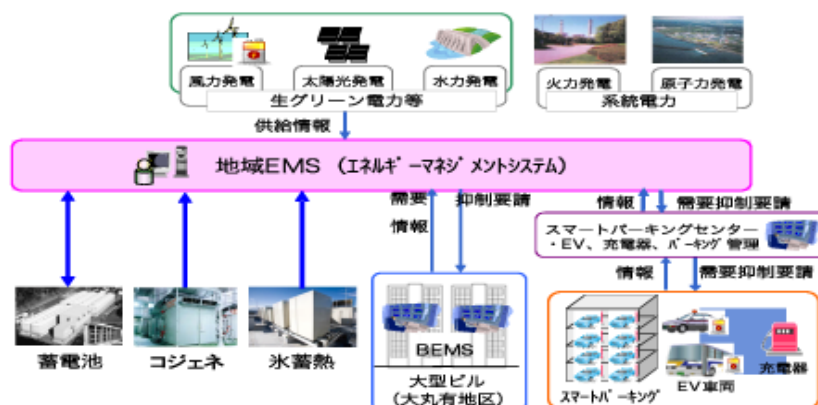 風力発電
太陽光発電
水力発電
火力発電
原子力発電
生グリーン電力等
系統電力
供給情報
地域EMS (エネルギーマネジメントシステム)
需要
情報
抑制要請
情報
需要抑制要請
スマートパーキングセンター
・EV、充電器、パーキング管理
情報
需要抑制要請
蓄電池
コジェネ
氷蓄熱
BEMS
大型ビル
(大丸有地区)
スマートパーキング
EV車両
充電器